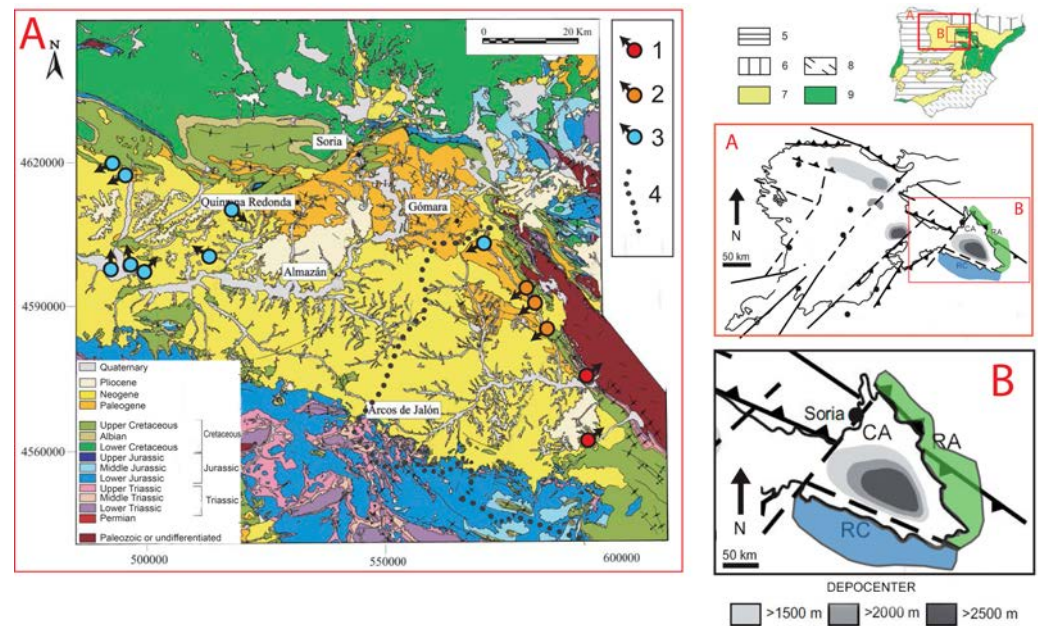 A
N
0 20 Km
4620000
4590000
4560000
500000
550000
600000
Soria
Quintana Redonda
Gómara
Almazán
Arcos de Jalón
Quaternary
Pliocene
Neogene
Paleogene
Upper Cretaceous
Albian
Lower Cretaceous
Cretaceous
Upper Jurassic
Middle Jurassic
Lower Jurassic
Jurassic
Upper Triassic
Middle Triassic
Lower Triassic
Triassic
Permian
Paleozoic or undifferentiated
1
2
3
4
5
6
7
8
9
A
B
A
B
CA
RA
RC
N
50 km
B
Soria
CA
RA
RC
N
50 km
DEPOCENTER
>1500 m
>2000 m
>2500 m